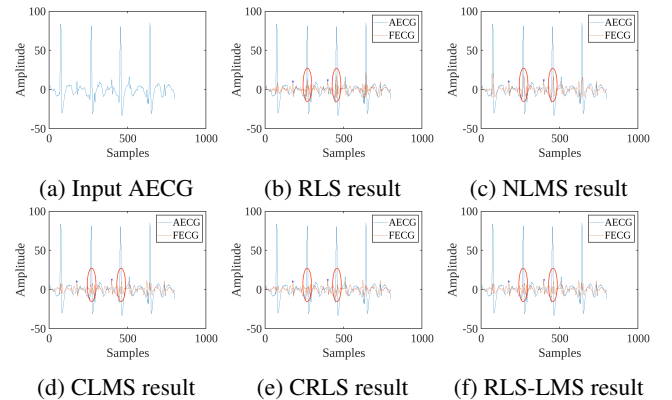 100
50
0
-50
Amplitude
0
500
1000
Samples
(a) Input AECG
100
50
0
-50
Amplitude
AECG
FECG
0
500
1000
Samples
(b) RLS result
100
50
0
-50
Amplitude
AECG
FECG
0
500
1000
Samples
(c) NLMS result
100
50
0
-50
Amplitude
AECG
FECG
0
500
1000
Samples
(d) CLMS result
100
50
0
-50
Amplitude
AECG
FECG
0
500
1000
Samples
(e) CRLS result
100
50
0
-50
Amplitude
AECG
FECG
0
500
1000
Samples
(f) RLS-LMS result